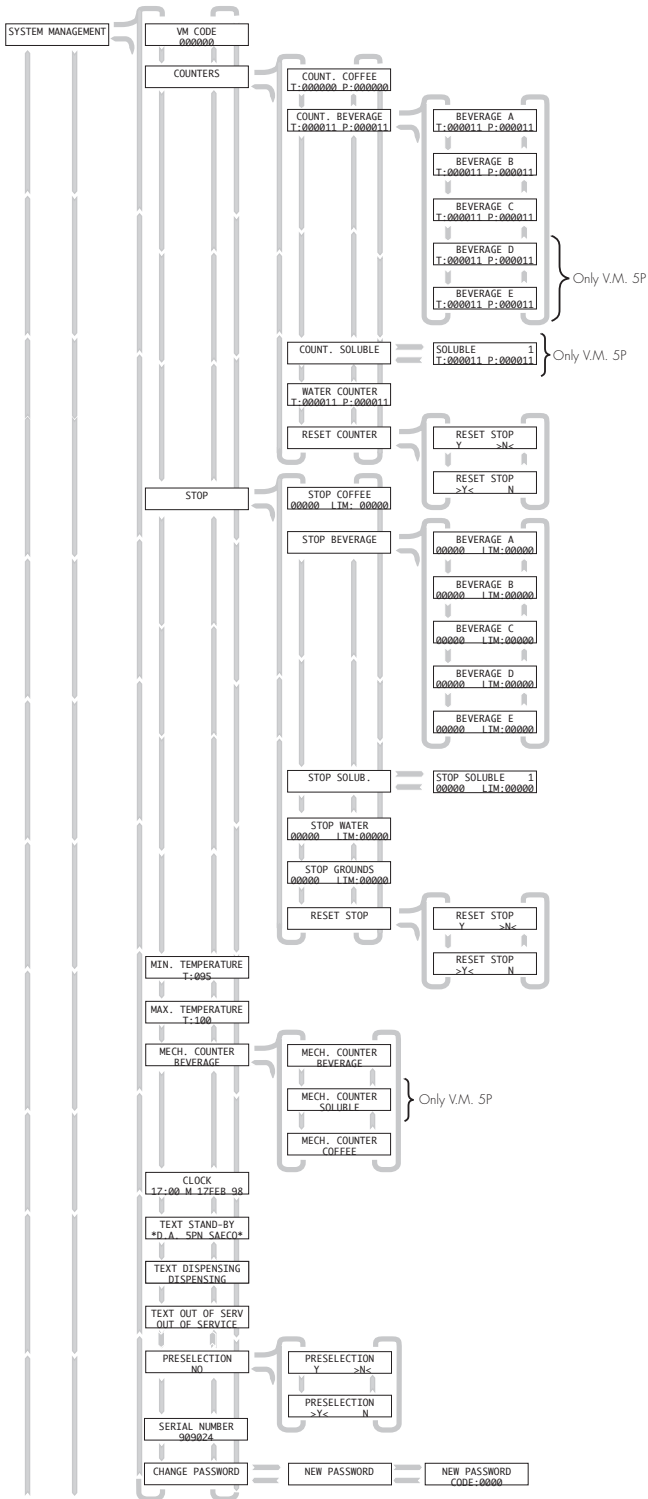 SYSTEM MANAGEMENT
VM CODE
000000
COUNTERS
COUNT. COFFEE
T:000000 P:000000
COUNT. BEVERAGE
T:000011 P:000011
BEVERAGE A
T:000011 P:000011
BEVERAGE B
T:000011 P:000011
BEVERAGE C
T:000011 P:000011
BEVERAGE D
T:000011 P:000011
BEVERAGE E
T:000011 P:000011
Only V.M. 5P
COUNT. SOLUBLE
SOLUBLE 1
T:000011 P:000011
Only V.M. 5P
WATER COUNTER
T:000011 P:000011
RESET COUNTER
RESET STOP
Y >N<
RESET STOP
>Y< N
STOP
STOP COFFEE
00000 LIM: 00000
STOP BEVERAGE
BEVERAGE A
00000 LIM:00000
BEVERAGE B
00000 LIM:00000
BEVERAGE C
00000 LIM:00000
BEVERAGE D
00000 LIM:00000
BEVERAGE E
00000 LIM:00000
STOP SOLUB.
STOP SOLUBLE 1
00000 LIM:00000
STOP WATER
00000 LIM:00000
STOP GROUNDS
00000 LIM:00000
RESET STOP
RESET STOP
Y >N<
RESET STOP
>Y< N
MIN. TEMPERATURE
T:095
MAX. TEMPERATURE
T:100
MECH. COUNTER
BEVERAGE
MECH. COUNTER
BEVERAGE
MECH. COUNTER
SOLUBLE
Only V.M. 5P
MECH. COUNTER
COFFEE
CLOCK
17:00 M 17FEB 98
TEXT STAND-BY
*D.A. 5PN SAECO*
TEXT DISPENSING
DISPENSING
TEXT OUT OF SERV
OUT OF SERVICE
PRESELECTION
NO
PRESELECTION
Y >N<
PRESELECTION
>Y< N
SERIAL NUMBER
909024
CHANGE PASSWORD
NEW PASSWORD
NEW PASSWORD
CODE:0000